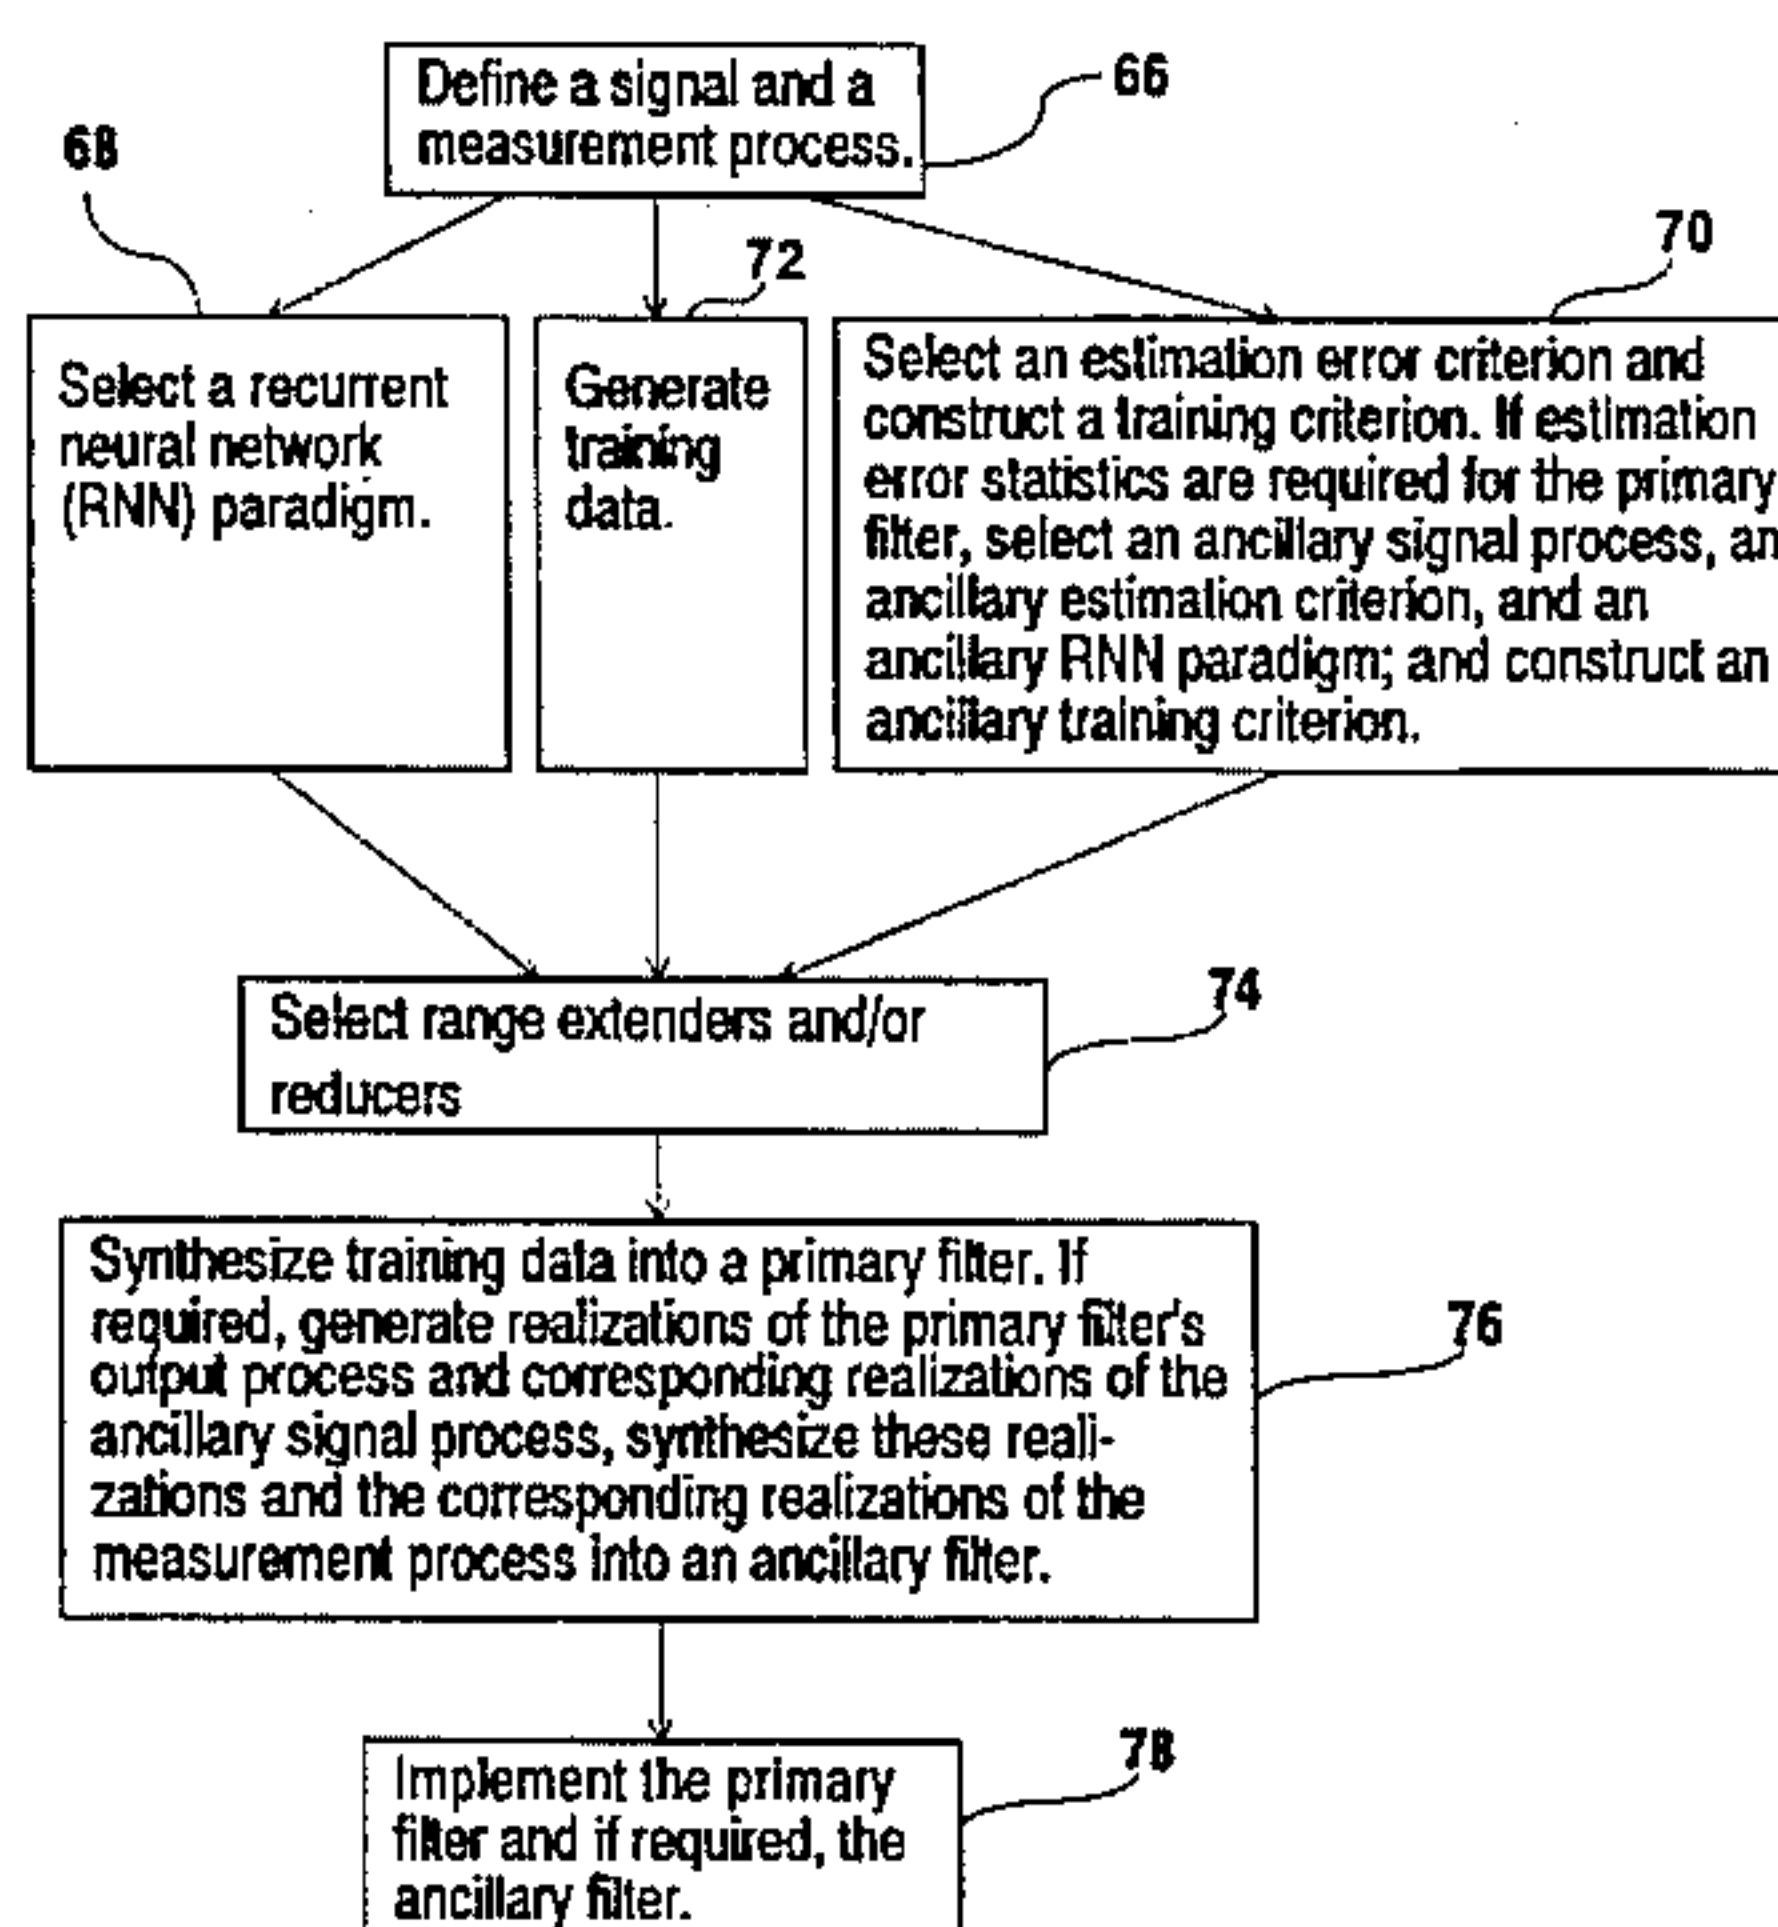 66
Define a signal and a
measurement process.
68
72
70
Select a recurrent
neural network
(RNN) paradigm.
Generate
training
data.
Select an estimation error criterion and
construct a training criterion. If estimation
error statistics are required for the primary
filter, select an ancillary signal process, an
ancillary estimation criterion, and an
ancillary RNN paradigm; and construct an
ancillary training criterion.
74
Select range extenders and/or
reducers
76
Synthesize training data into a primary filter. If
required, generate realizations of the primary filter's
output process and corresponding realizations of the
ancillary signal process, synthesize these reali-
zations and the corresponding realizations of the
measurement process into an ancillary filter.
78
Implement the primary
filter and if required, the
ancillary filter.